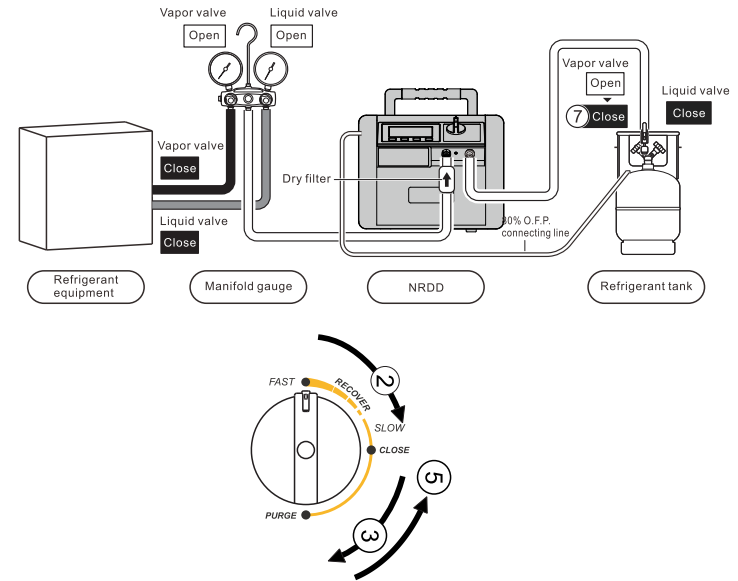 Vapor valve
Open
Liquid valve
Open
Vapor valve
Open
7 Close
Liquid valve
Close
Vapor valve
Close
Dry filter
Liquid valve
Close
80% O.F.P.
connecting line
Refrigerant
equipment
Manifold gauge
NRDD
Refrigerant tank
2
FAST
RECOVER
SLOW
CLOSE
5
PURGE
3